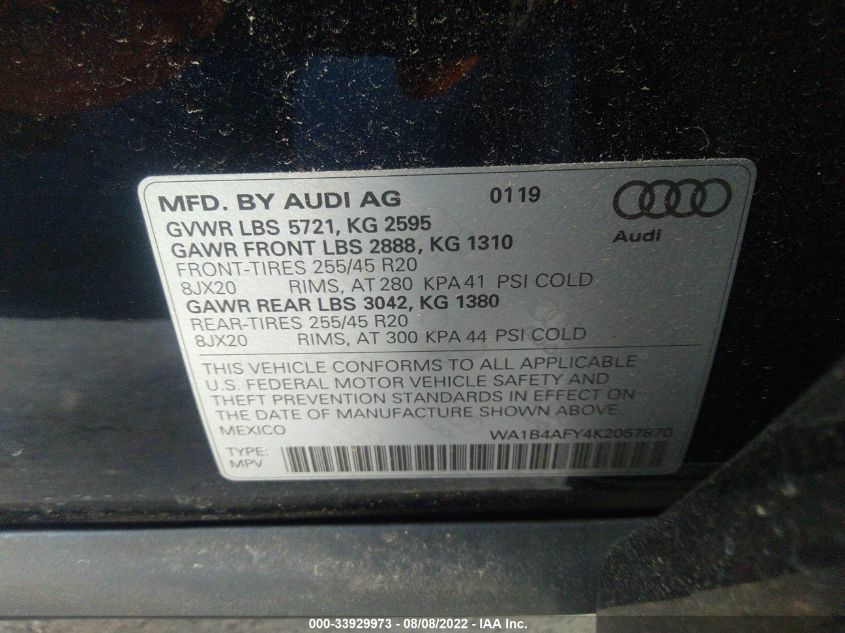 MFD. BY AUDI AG 0119
GVWR LBS 5721, KG 2595
GAWR FRONT LBS 2888, KG 1310
FRONT-TIRES 255/45 R20
8JX20 RIMS, AT 280 KPA 41 PSI COLD
GAWR REAR LBS 3042, KG 1380
REAR-TIRES 255/45 R20
8JX20 RIMS, AT 300 KPA 44 PSI COLD
Audi
THIS VEHICLE CONFORMS TO ALL APPLICABLE
U.S. FEDERAL MOTOR VEHICLE SAFETY AND
THEFT PREVENTION STANDARDS IN EFFECT ON
THE DATE OF MANUFACTURE SHOWN ABOVE.
MEXICO WA1B4AFY4K2057870
TYPE:
MPV
000-33929973 - 08/08/2022 - IAA Inc.